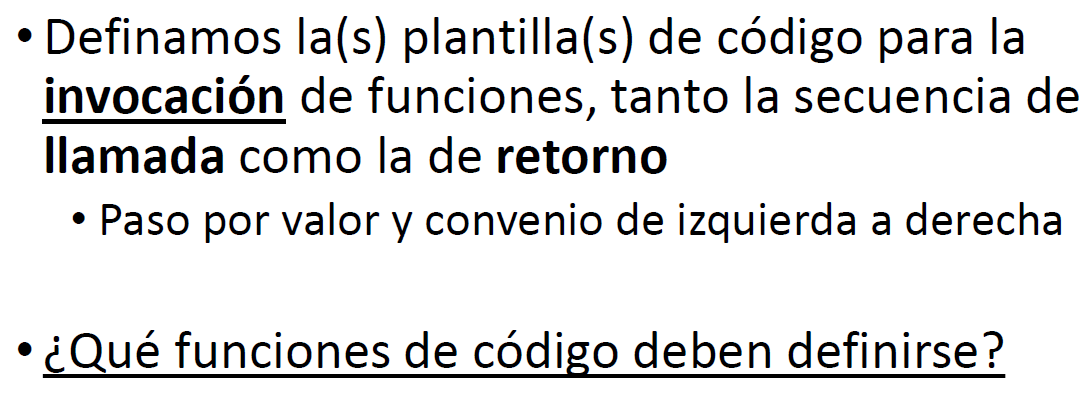 • Definamos la(s) plantilla(s) de código para la
invocación de funciones, tanto la secuencia de
llamada como la de retorno
• Paso por valor y convenio de izquierda a derecha
• ¿Qué funciones de código deben definirse?